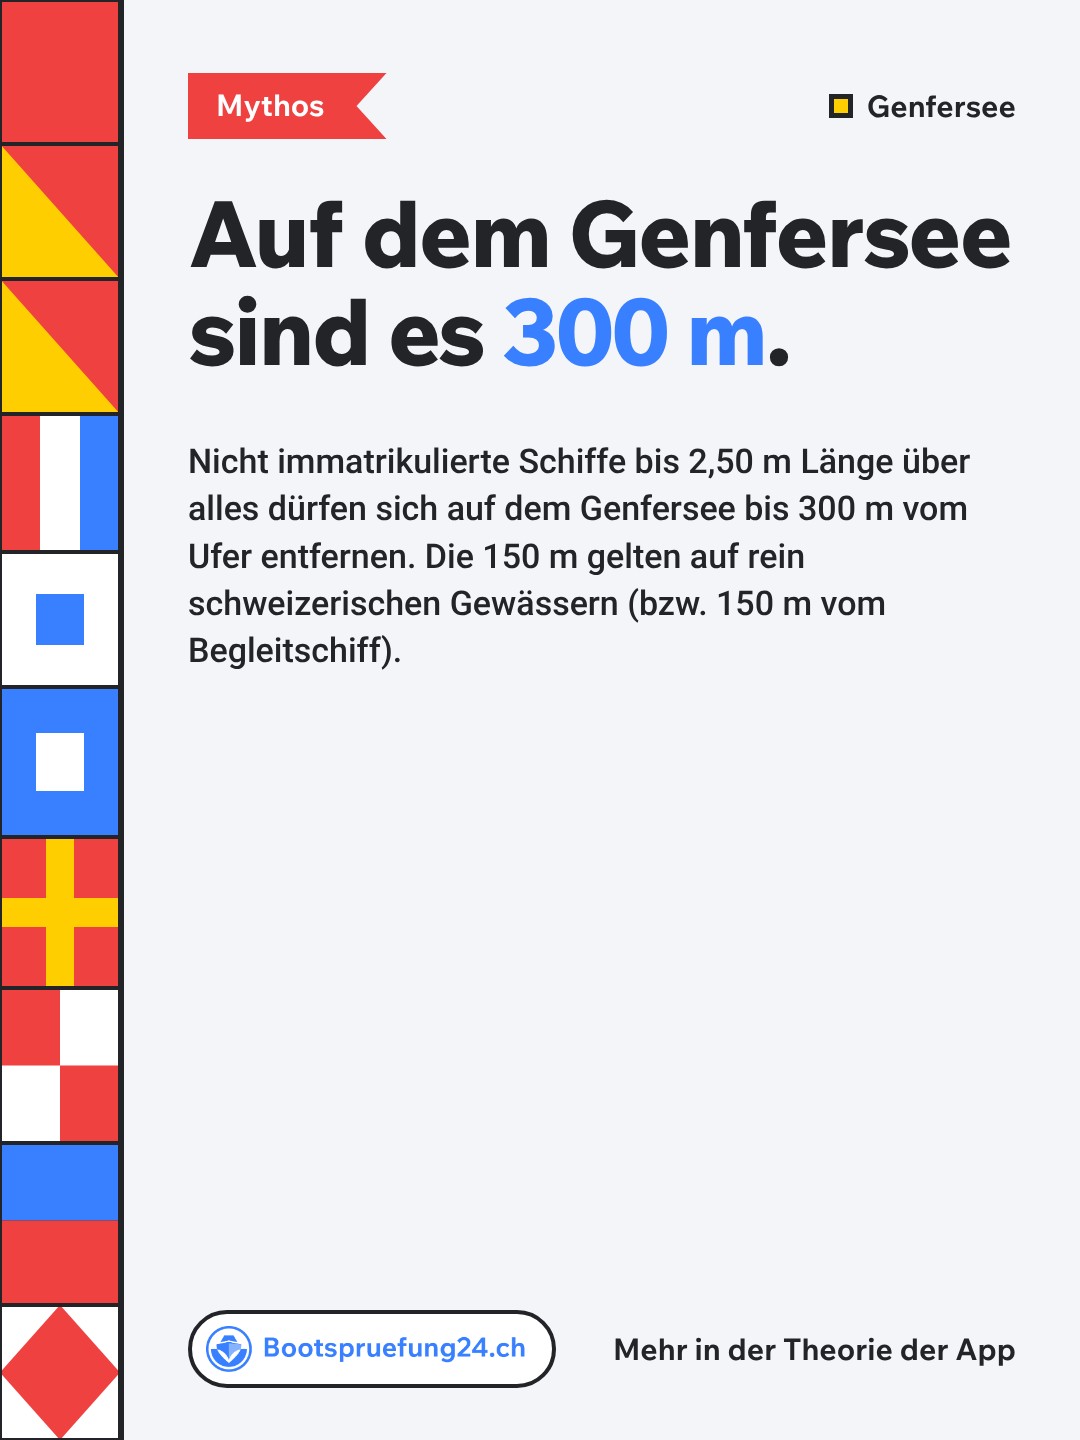 Mythos
Genfersee
Auf dem Genfersee
sind es 300 m.
Nicht immatrikulierte Schiffe bis 2,50 m Länge über
alles dürfen sich auf dem Genfersee bis 300 m vom
Ufer entfernen. Die 150 m gelten auf rein
schweizerischen Gewässern (bzw. 150 m vom
Begleitschiff).
Bootspruefung24.ch
Mehr in der Theorie der App